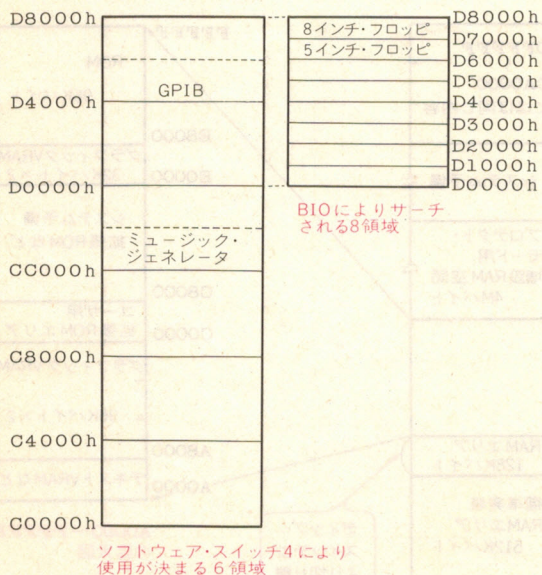 D8000h
D4000h
D0000h
CC000h
C8000h
C4000h
C0000h
GPIB
ミュージック・
ジェネレータ
ソフトウェア・スイッチ4により
使用が決まる6領域
8インチ・フロッピ
5インチ・フロッピ
D8000h
D7000h
D6000h
D5000h
D4000h
D3000h
D2000h
D1000h
D0000h
BIOによりサーチ
される8領域